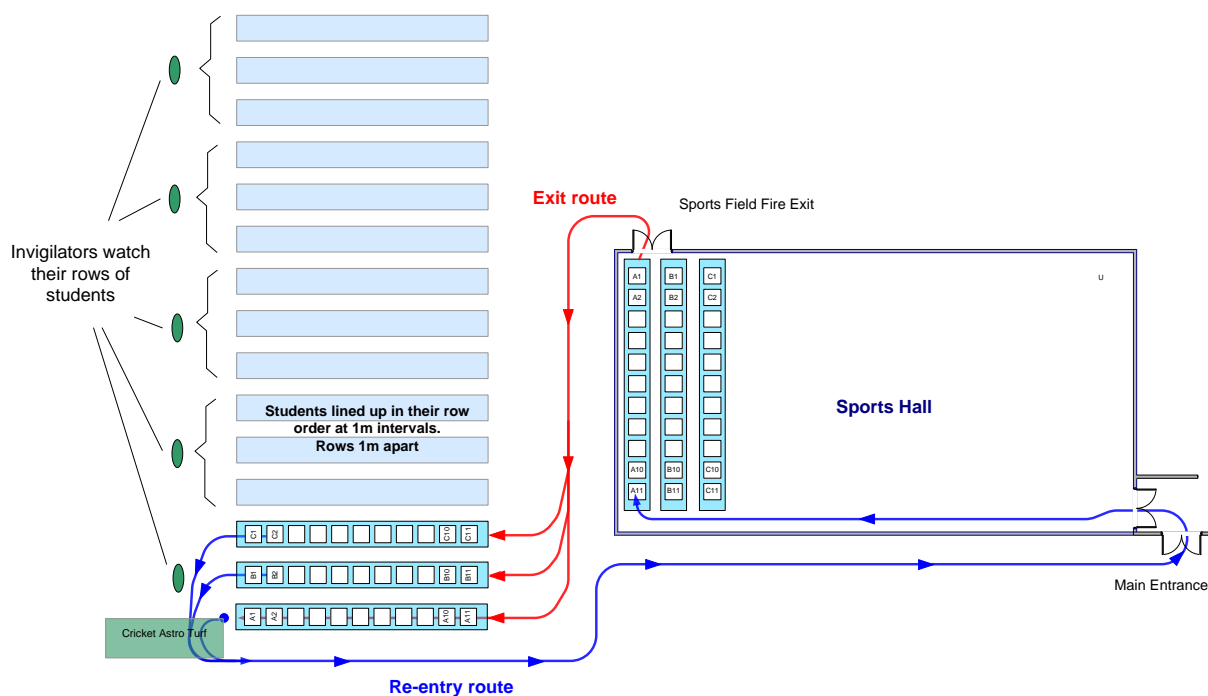 Exit route
Sports Field Fire Exit
Invigilators watch
their rows of
students
A1
B1
C1
U
A2
B2
C2
Students lined up in their row
order at 1m intervals.
Rows 1m apart
Sports Hall
A10
B10
C10
A11
B11
C11
C1
C2
C10
C11
B1
B2
B10
B11
Main Entrance
A1
A2
A10
A11
Cricket Astro Turf
Re-entry route